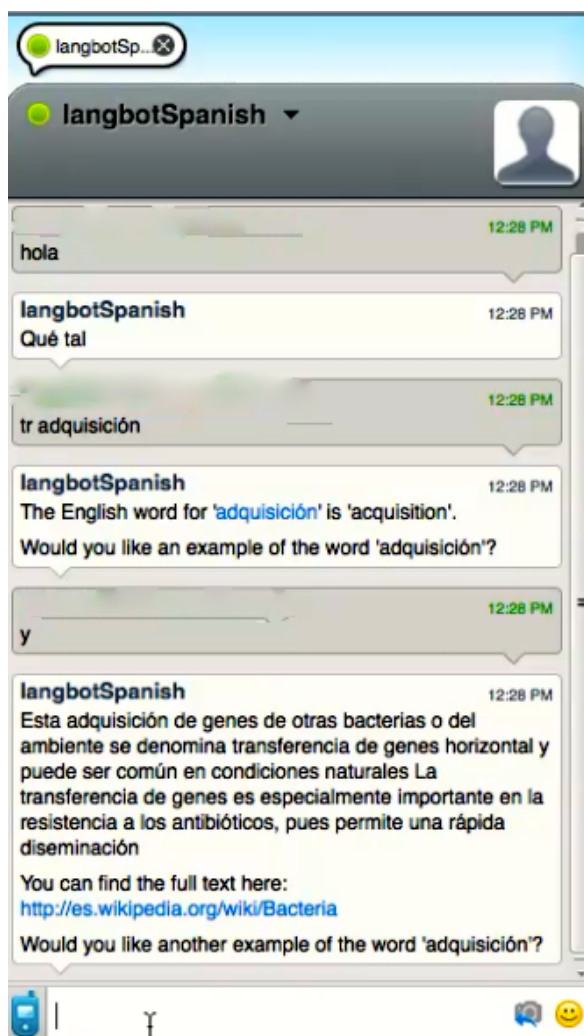 langbotSp...
langbotSpanish
12:28 PM
hola
langbotSpanish 12:28 PM
Qué tal
12:28 PM
tr adquisición
langbotSpanish 12:28 PM
The English word for 'adquisición' is 'acquisition'.
Would you like an example of the word 'adquisición'?
12:28 PM
y
langbotSpanish 12:28 PM
Esta adquisición de genes de otras bacterias o del
ambiente se denomina transferencia de genes horizontal y
puede ser común en condiciones naturales La
transferencia de genes es especialmente importante en la
resistencia a los antibióticos, pues permite una rápida
diseminación
You can find the full text here:
http://es.wikipedia.org/wiki/Bacteria
Would you like another example of the word 'adquisición'?